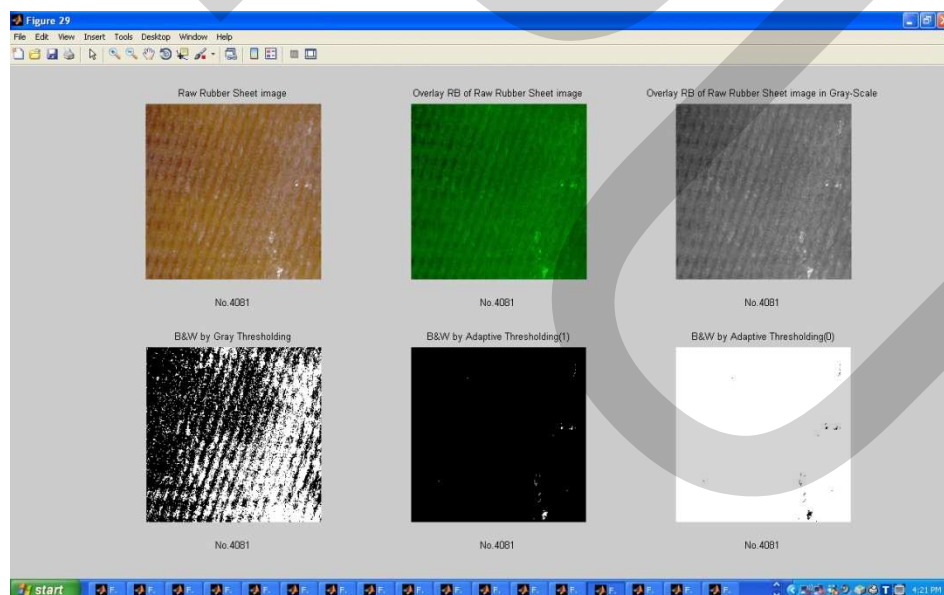 Figure 29
File Edit View Insert Tools Desktop Window Help
Raw Rubber Sheet image
Overlay RB of Raw Rubber Sheet image
Overlay RB of Raw Rubber Sheet image in Gray-Scale
No.4081
No.4081
No.4081
B&W by Gray Thresholding
B&W by Adaptive Thresholding(1)
B&W by Adaptive Thresholding(0)
No.4081
No.4081
No.4081
start F. F. F. F. F. F. F. F. F. F. F. F. F. F. T 4:21 PM